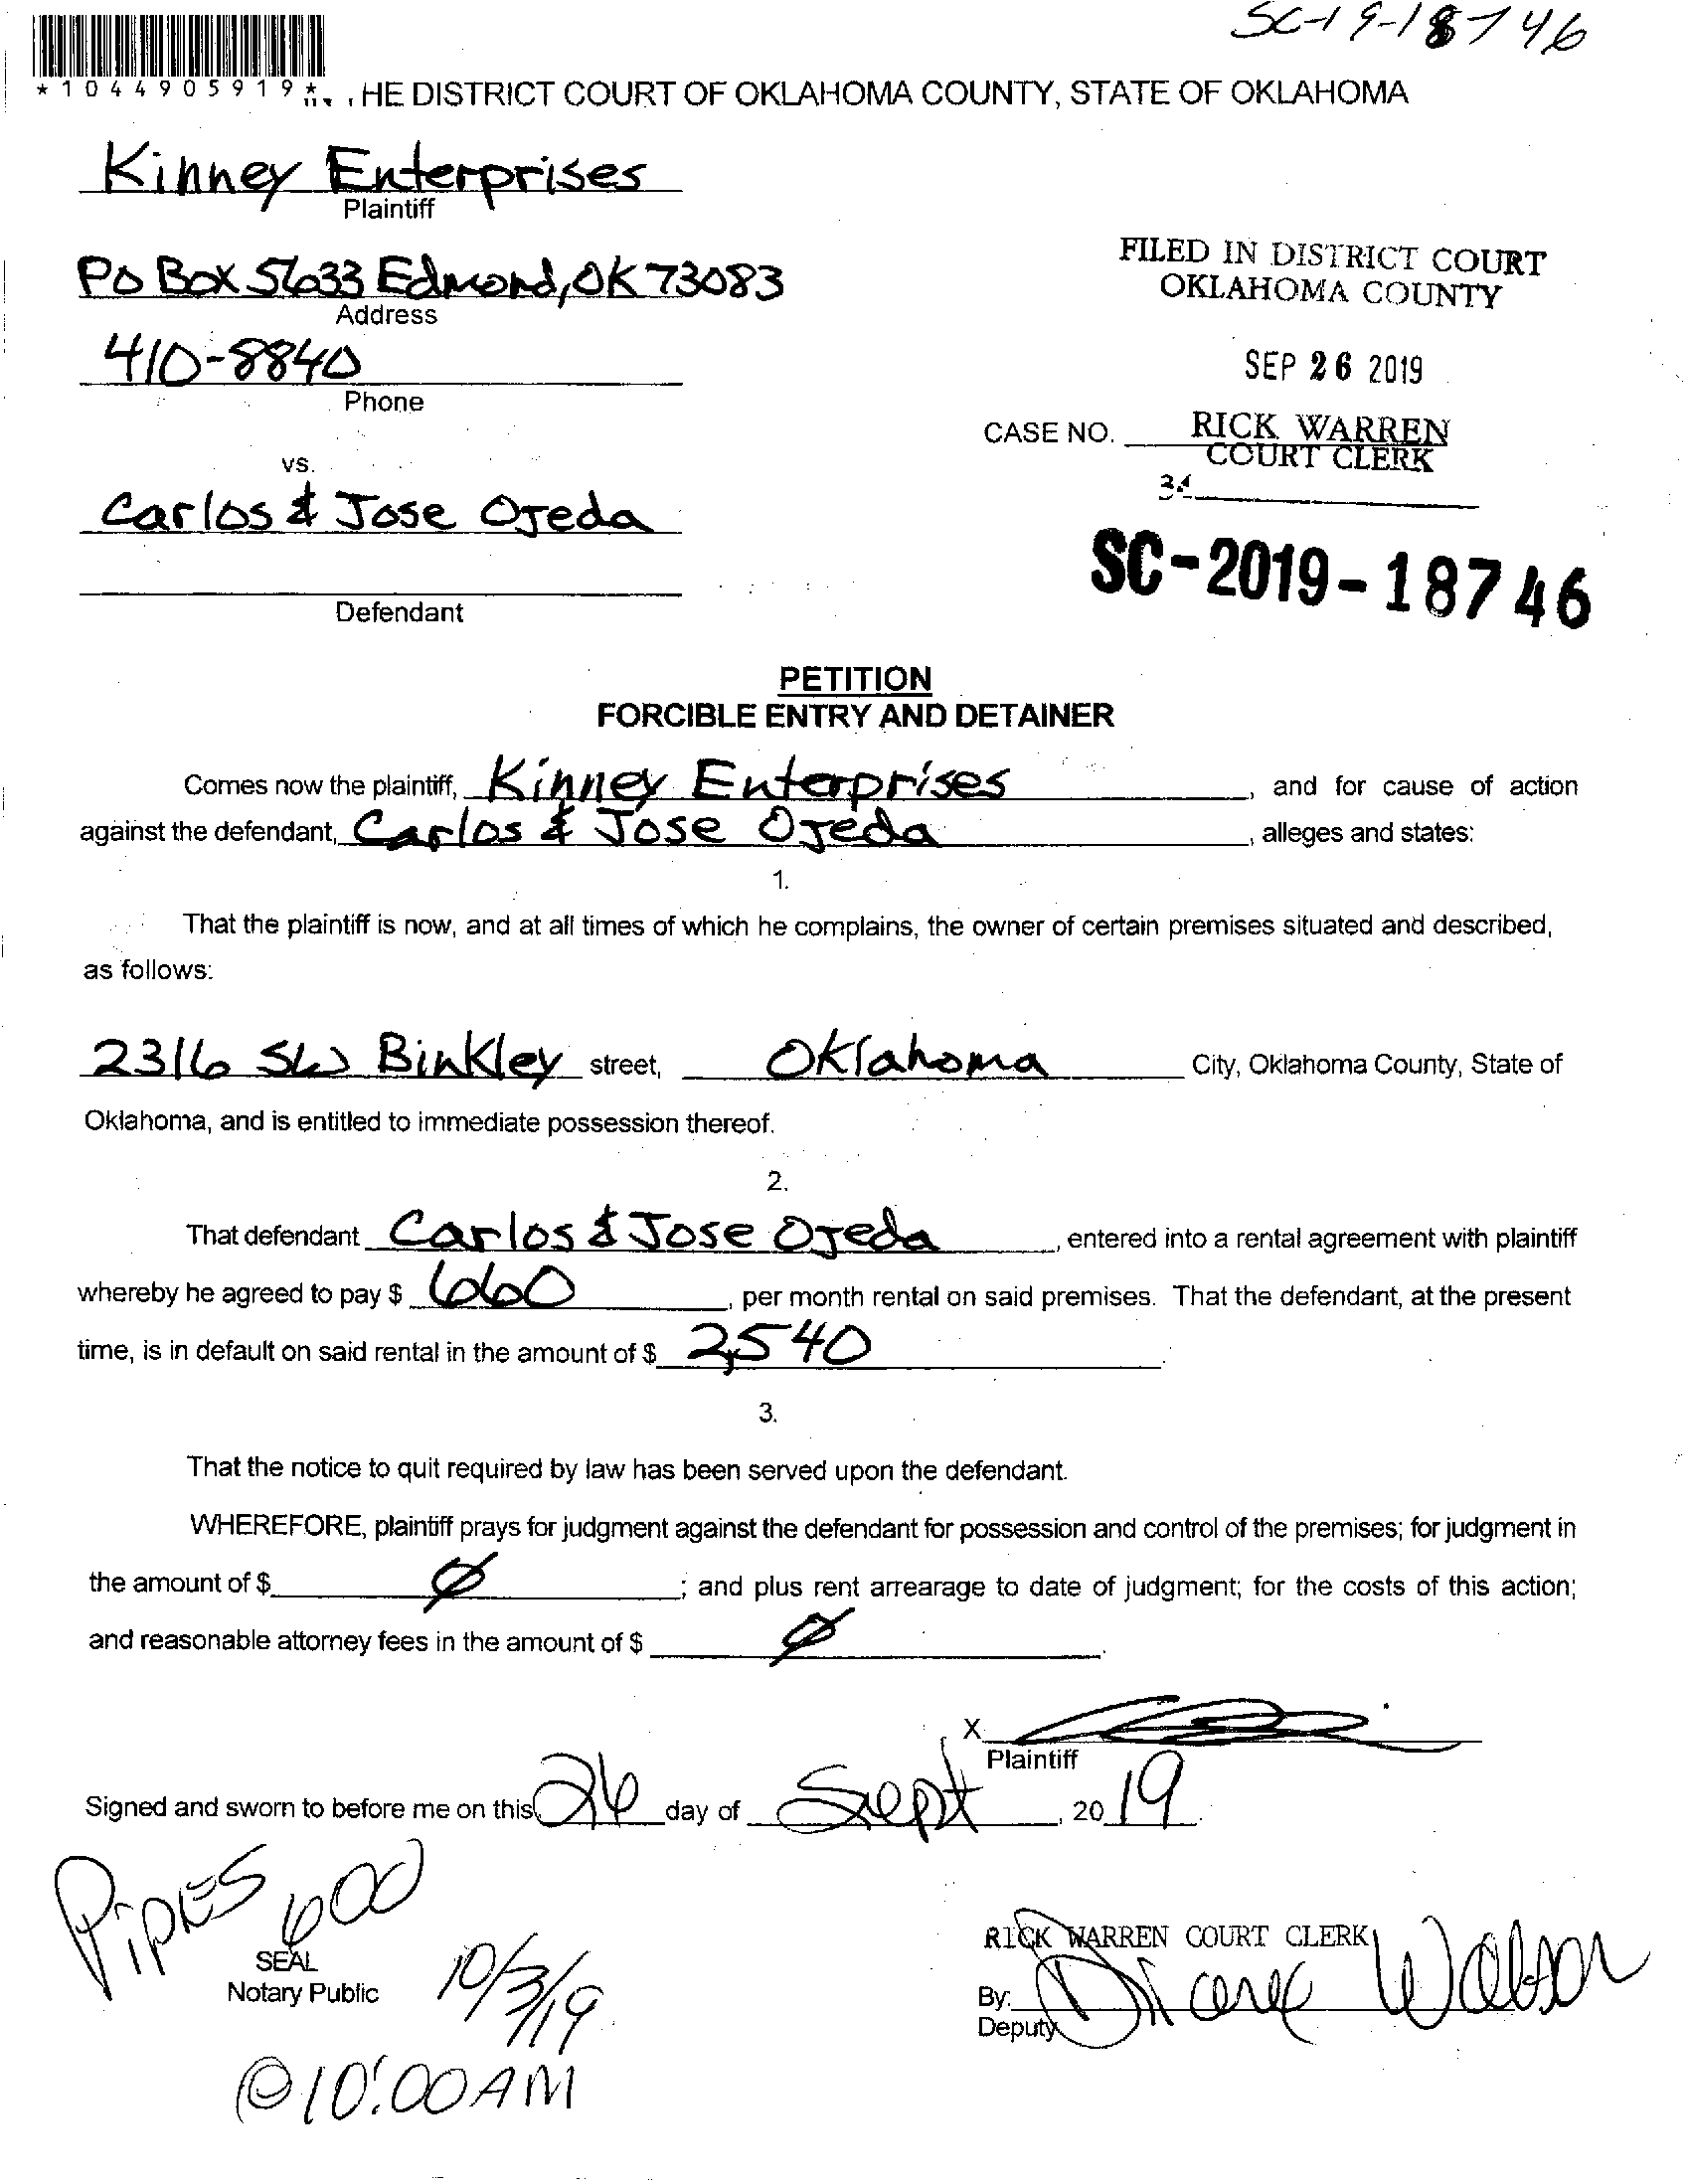 SC-19-18746
*1044905919*
HE DISTRICT COURT OF OKLAHOMA COUNTY, STATE OF OKLAHOMA
Kinney Enterprises
Plaintiff
PO Box 5633 Edmond, OK 73083
Address
410-8840
Phone
FILED IN DISTRICT COURT
OKLAHOMA COUNTY
SEP 26 2019
CASE NO. RICK WARREN
COURT CLERK
vs.
Carlos & Jose Ojeda
Defendant
SC-2019-18746
PETITION
FORCIBLE ENTRY AND DETAINER
Comes now the plaintiff, Kinney Enterprises, and for cause of action
against the defendant, Carlos & Jose Ojeda, alleges and states:
1.
That the plaintiff is now, and at all times of which he complains, the owner of certain premises situated and described,
as follows:
2316 SW Binkley street, Oklahoma City, Oklahoma County, State of
Oklahoma, and is entitled to immediate possession thereof.
2.
That defendant Carlos & Jose Ojeda, entered into a rental agreement with plaintiff
whereby he agreed to pay $ 660, per month rental on said premises. That the defendant, at the present
time, is in default on said rental in the amount of $ 2,540.
3.
That the notice to quit required by law has been served upon the defendant.
WHEREFORE, plaintiff prays for judgment against the defendant for possession and control of the premises; for judgment in
the amount of $ Ø; and plus rent arrearage to date of judgment; for the costs of this action;
and reasonable attorney fees in the amount of $ Ø.
X
Plaintiff
Signed and sworn to before me on this 26 day of Sept, 2019.
Pipes 600
SEAL
Notary Public
10/3/19
@10:00AM
RICK WARREN COURT CLERK
By: Diane Watson
Deputy